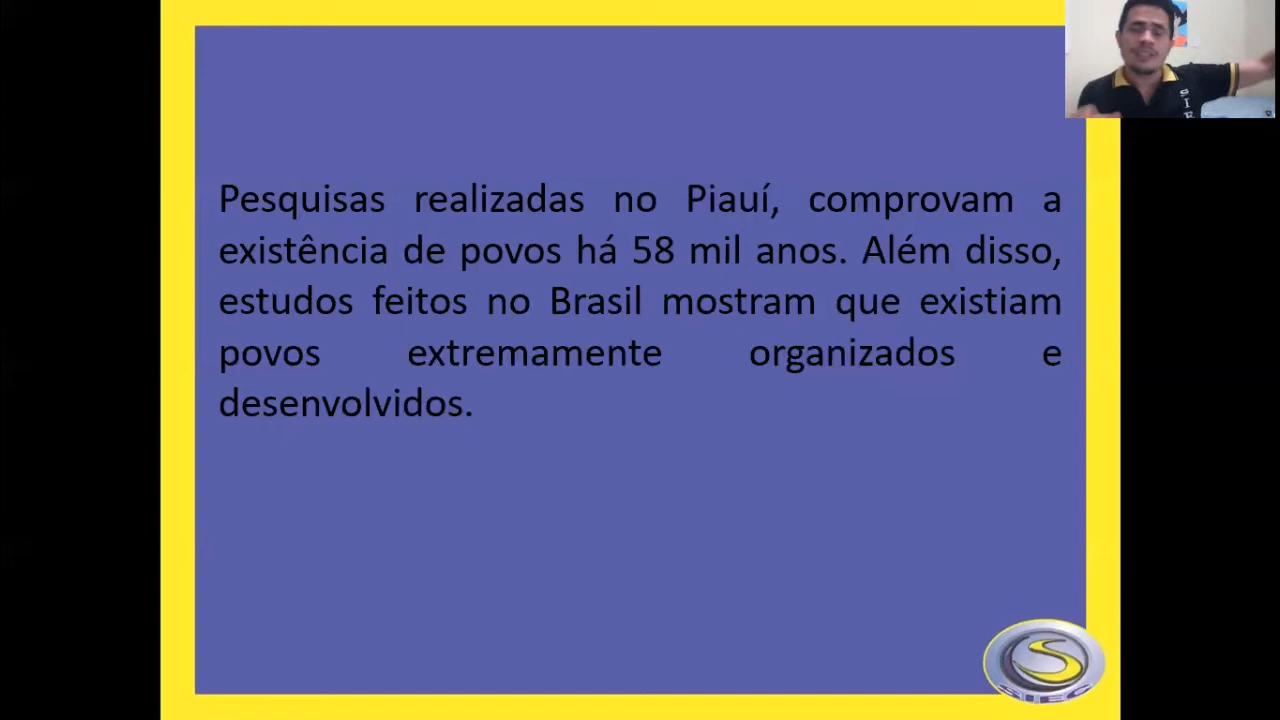 Pesquisas realizadas no Piauí, comprovam a
existência de povos há 58 mil anos. Além disso,
estudos feitos no Brasil mostram que existiam
povos extremamente organizados e
desenvolvidos.